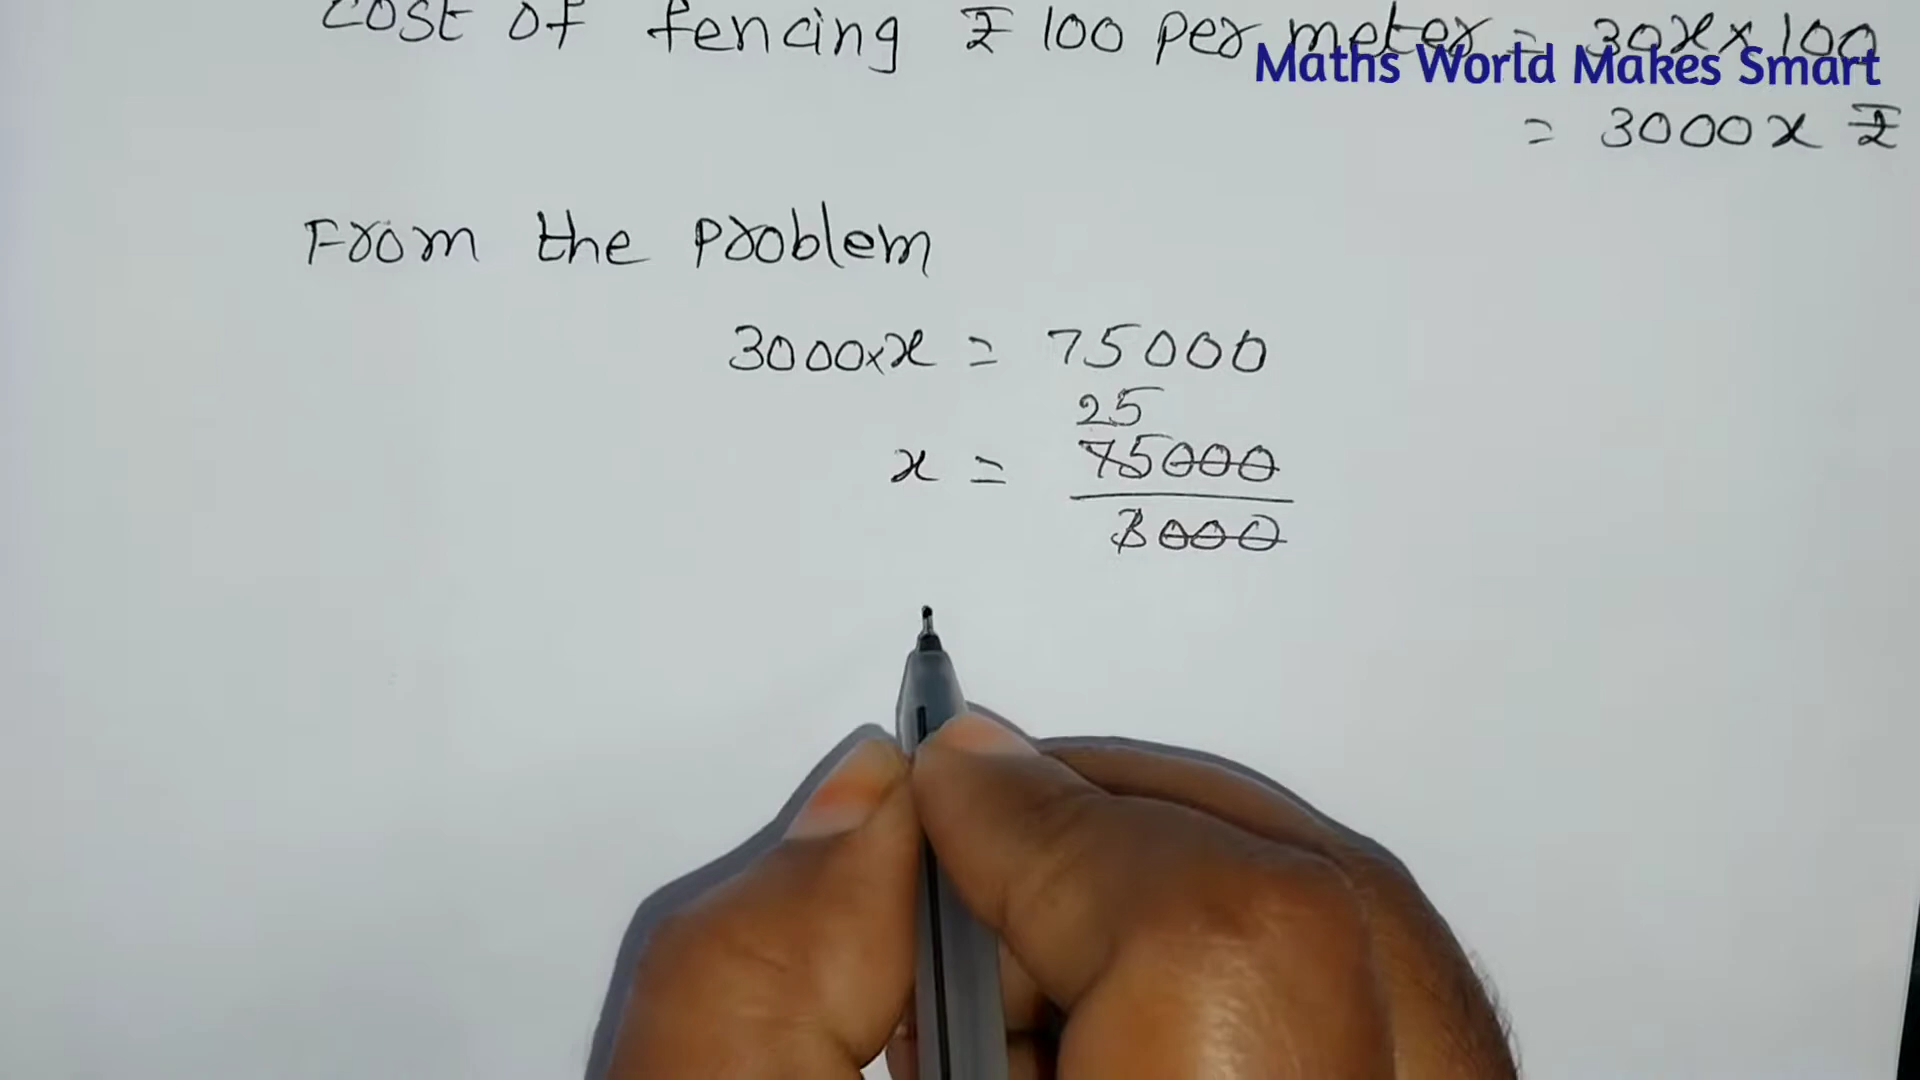 Cost of fencing ₹ 100 per meter = 30x × 100
Maths World Makes Smart
= 3000x ₹
From the problem
3000×x = 75000
25
x = 75000
3000